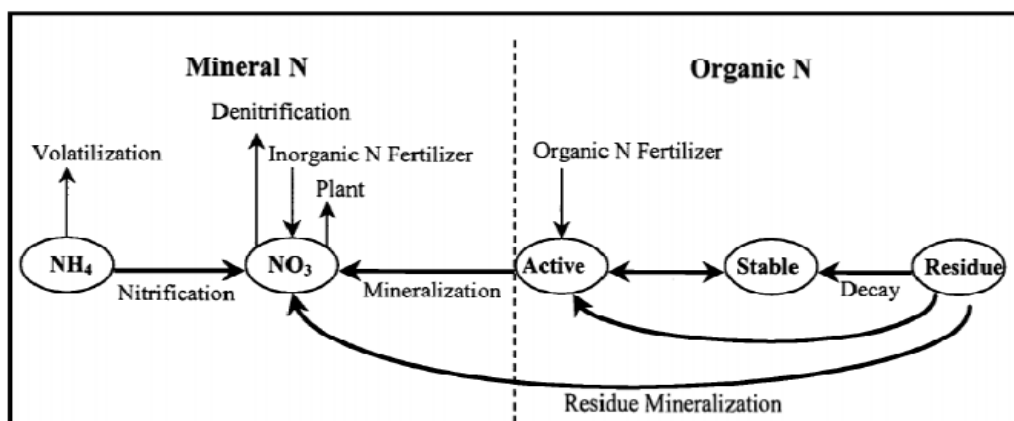 Mineral N
Organic N
Denitrification
Volatilization
Inorganic N Fertilizer
Organic N Fertilizer
Plant
NH₄
NO₃
Active
Stable
Residue
Nitrification
Mineralization
Decay
Residue Mineralization